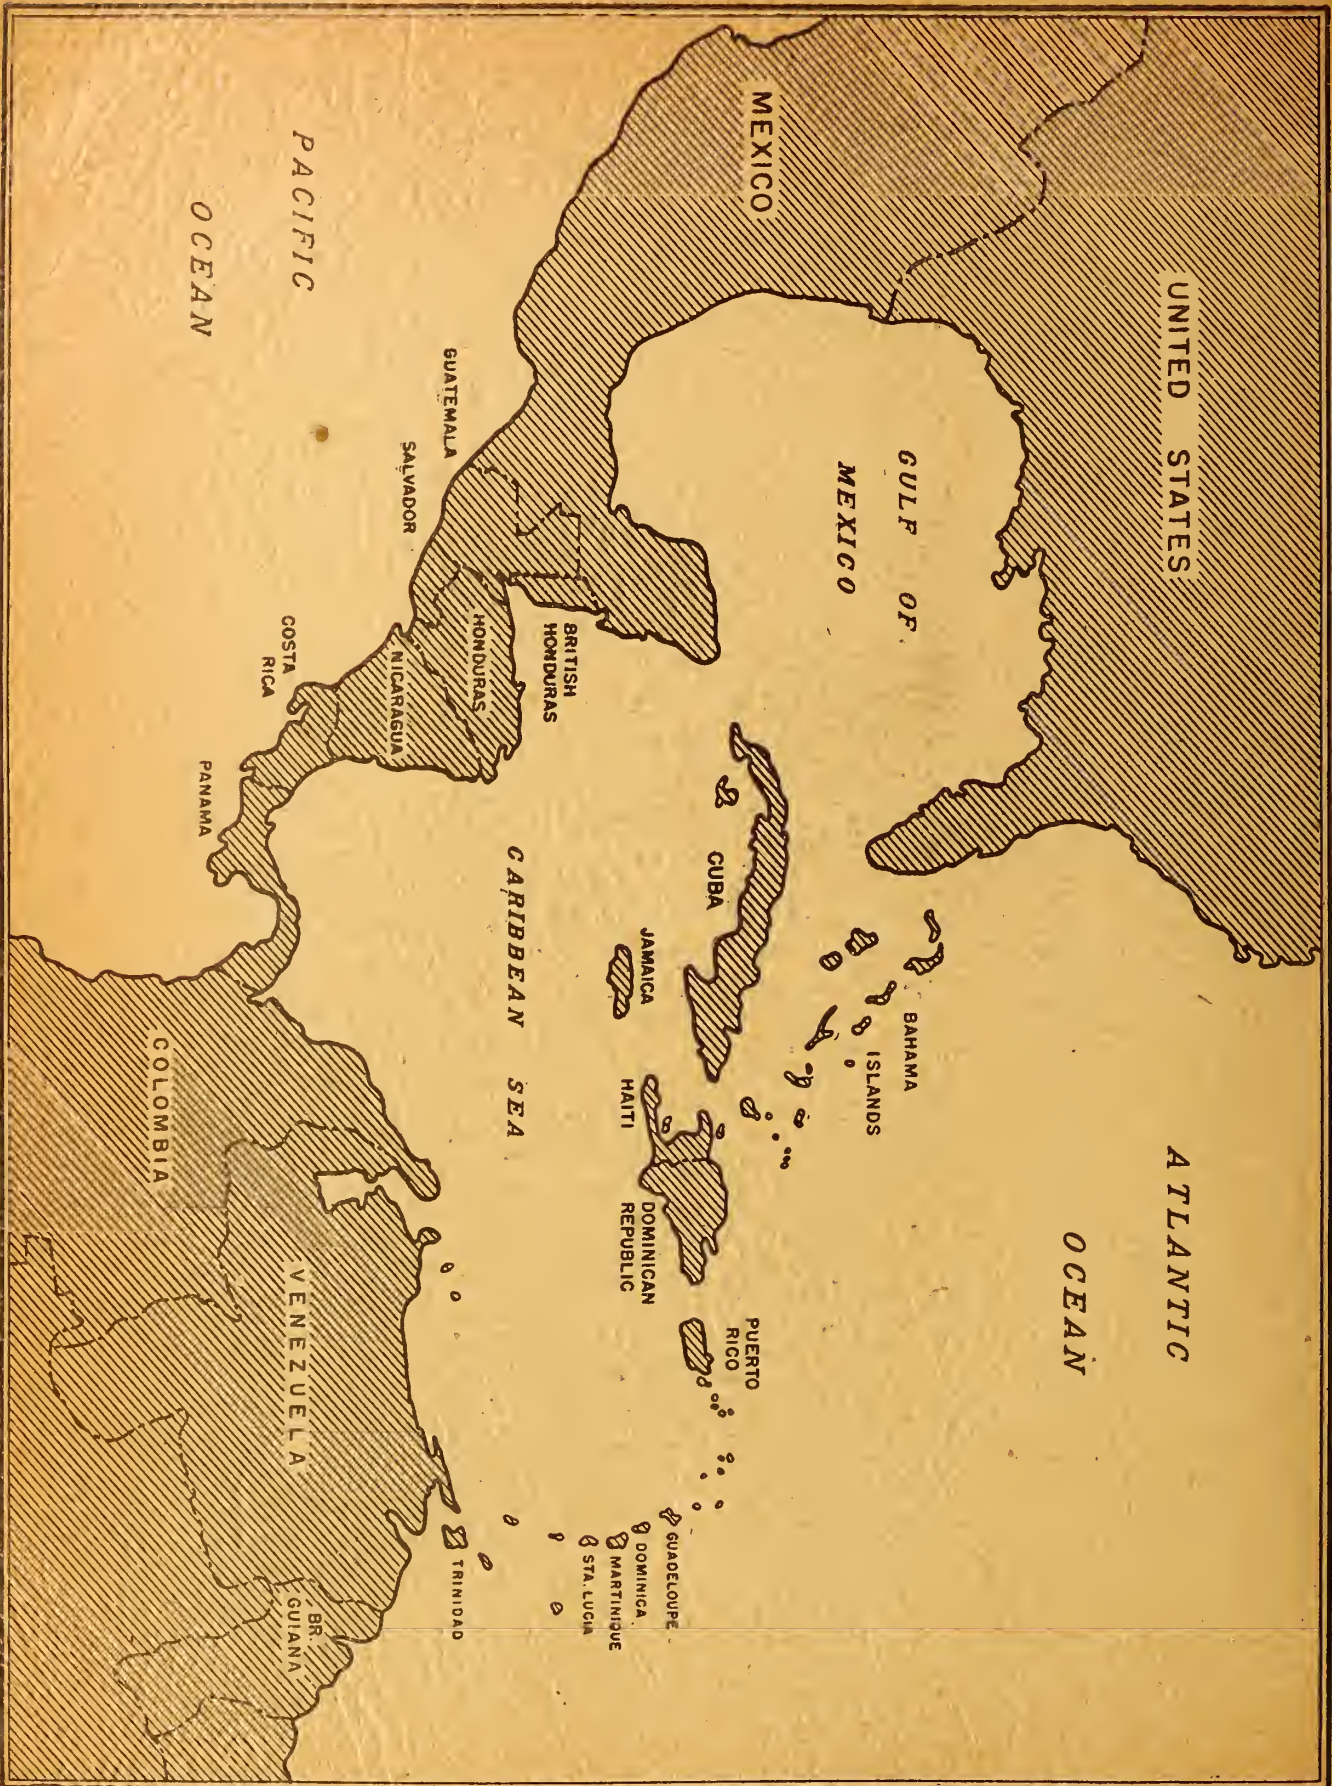 UNITED STATES
MEXICO
ATLANTIC
OCEAN
GULF OF
MEXICO
BAHAMA
ISLANDS
CUBA
PUERTO
RICO
JAMAICA
HAITI
DOMINICAN
REPUBLIC
GUADELOUPE
DOMINICA
MARTINIQUE
STA. LUCIA
BRITISH
HONDURAS
CARIBBEAN SEA
HONDURAS
GUATEMALA
SALVADOR
NICARAGUA
TRINIDAD
PACIFIC
OCEAN
COSTA
RICA
PANAMA
VENEZUELA
BR.
GUIANA
COLOMBIA